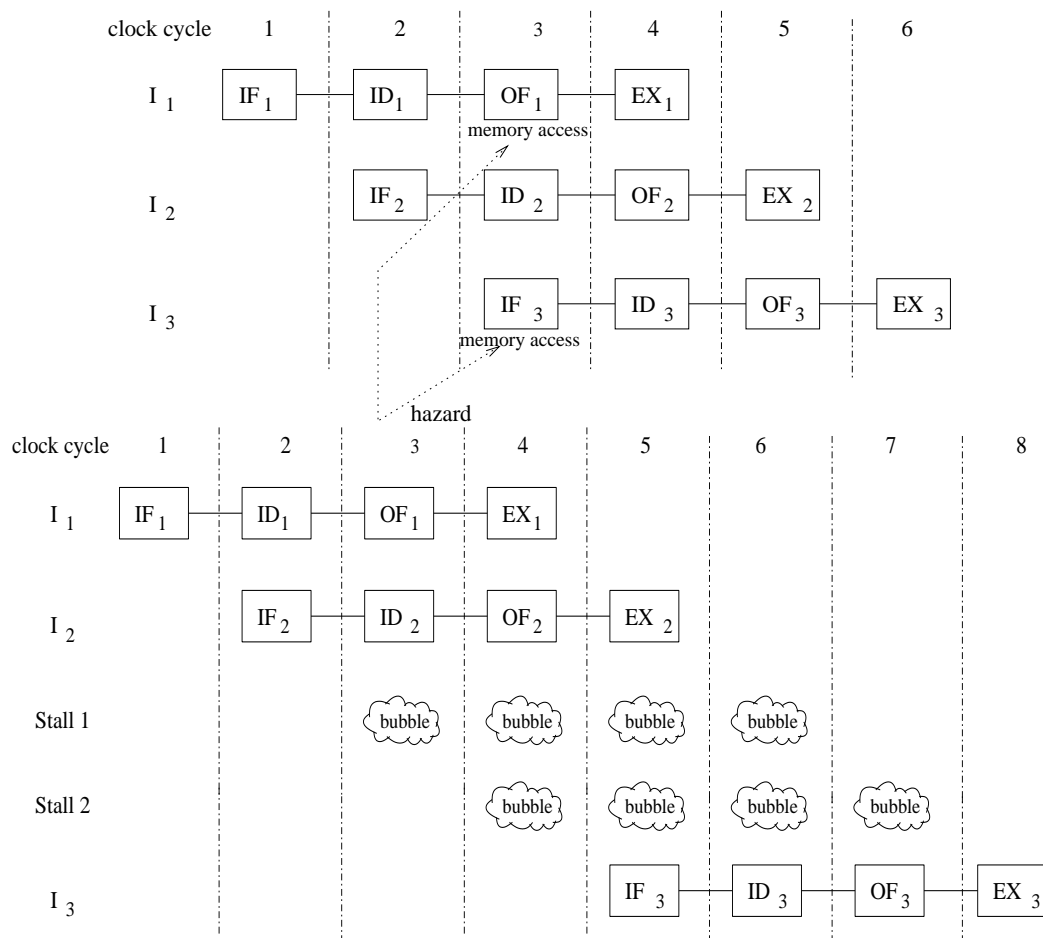 clock cycle 1 2 3 4 5 6
I 1 IF 1 ID 1 OF 1 EX 1
memory access
I 2 IF 2 ID 2 OF 2 EX 2
I 3 IF 3 ID 3 OF 3 EX 3
memory access
hazard
clock cycle 1 2 3 4 5 6 7 8
I 1 IF 1 ID 1 OF 1 EX 1
I 2 IF 2 ID 2 OF 2 EX 2
Stall 1 bubble bubble bubble bubble
Stall 2 bubble bubble bubble bubble
I 3 IF 3 ID 3 OF 3 EX 3